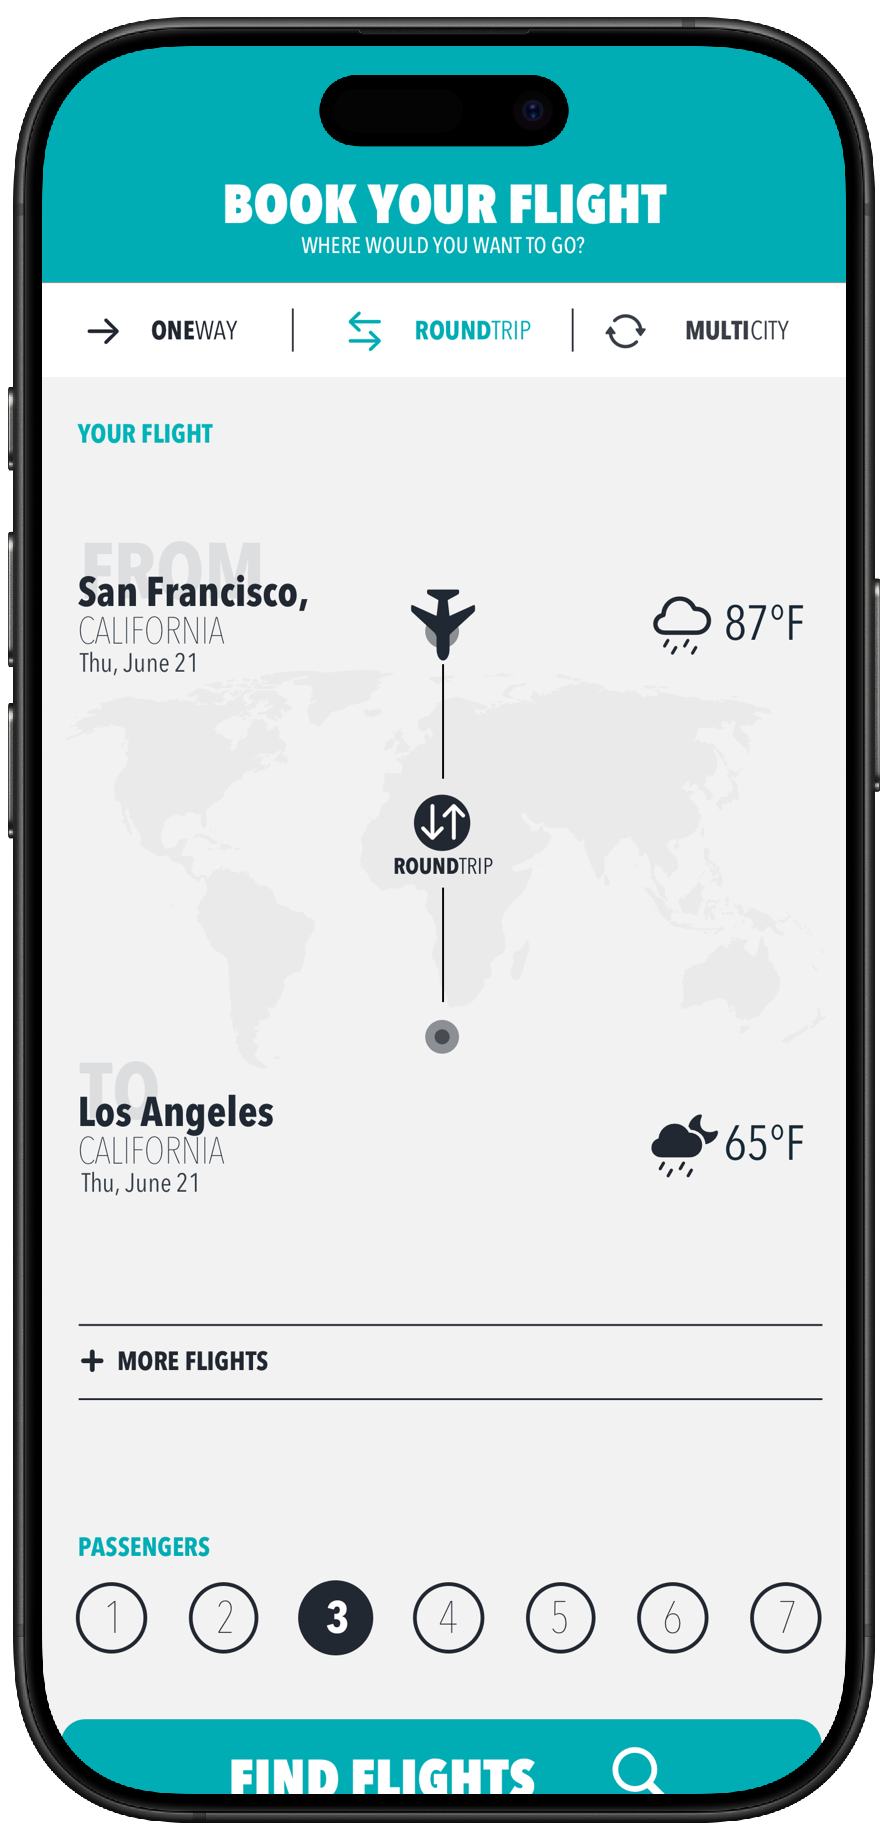 BOOK YOUR FLIGHT
WHERE WOULD YOU WANT TO GO?
ONEWAY
ROUNDTRIP
MULTICITY
YOUR FLIGHT
FROM
San Francisco,
CALIFORNIA
Thu, June 21
87°F
ROUNDTRIP
TO
Los Angeles
CALIFORNIA
Thu, June 21
65°F
+ MORE FLIGHTS
PASSENGERS
1 2 3 4 5 6 7
FIND FLIGHTS